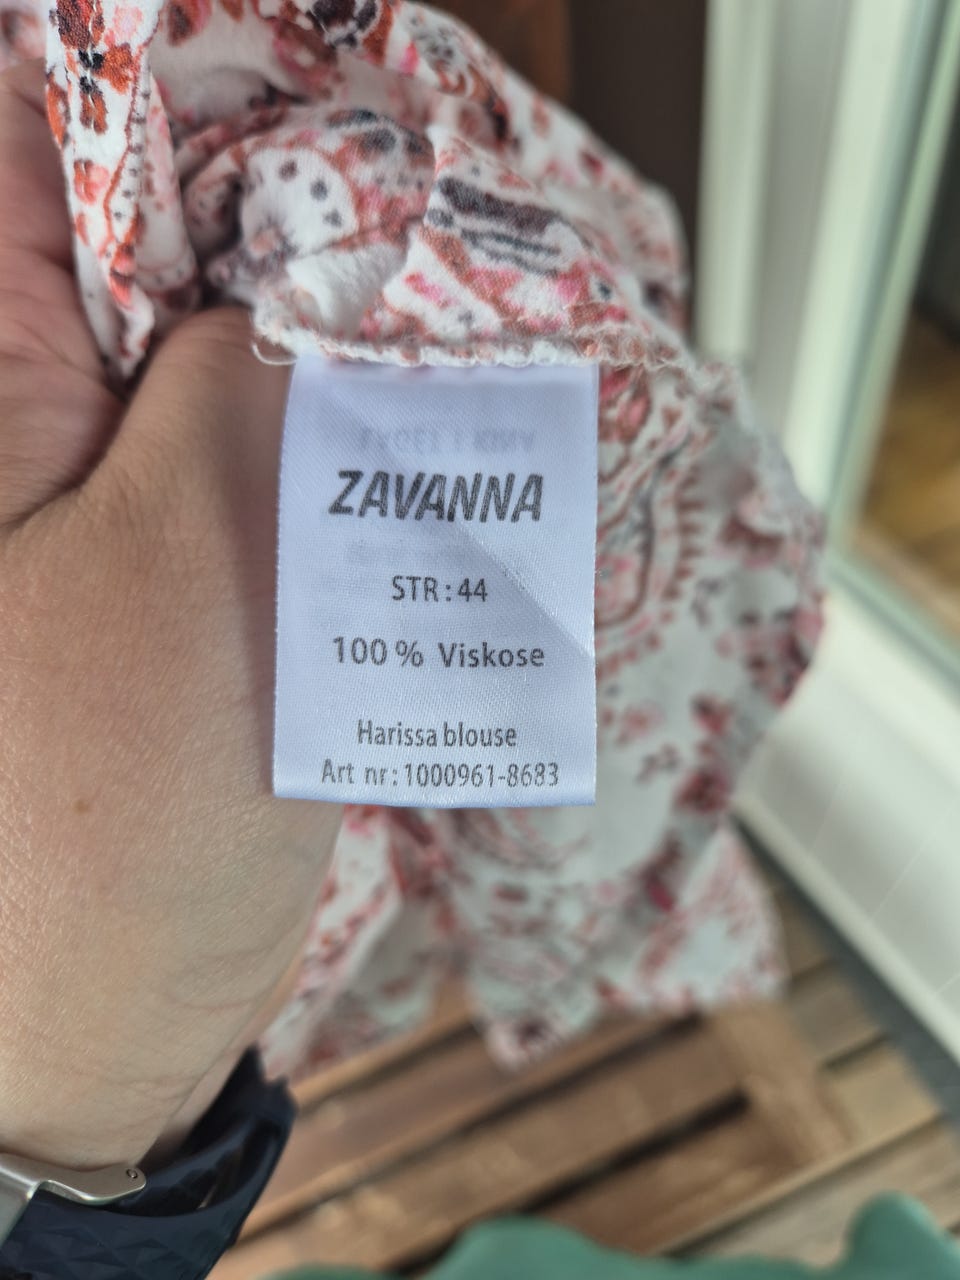 ZAVANNA
STR: 44
100 % Viskose
Harissa blouse
Art nr: 1000961-8683